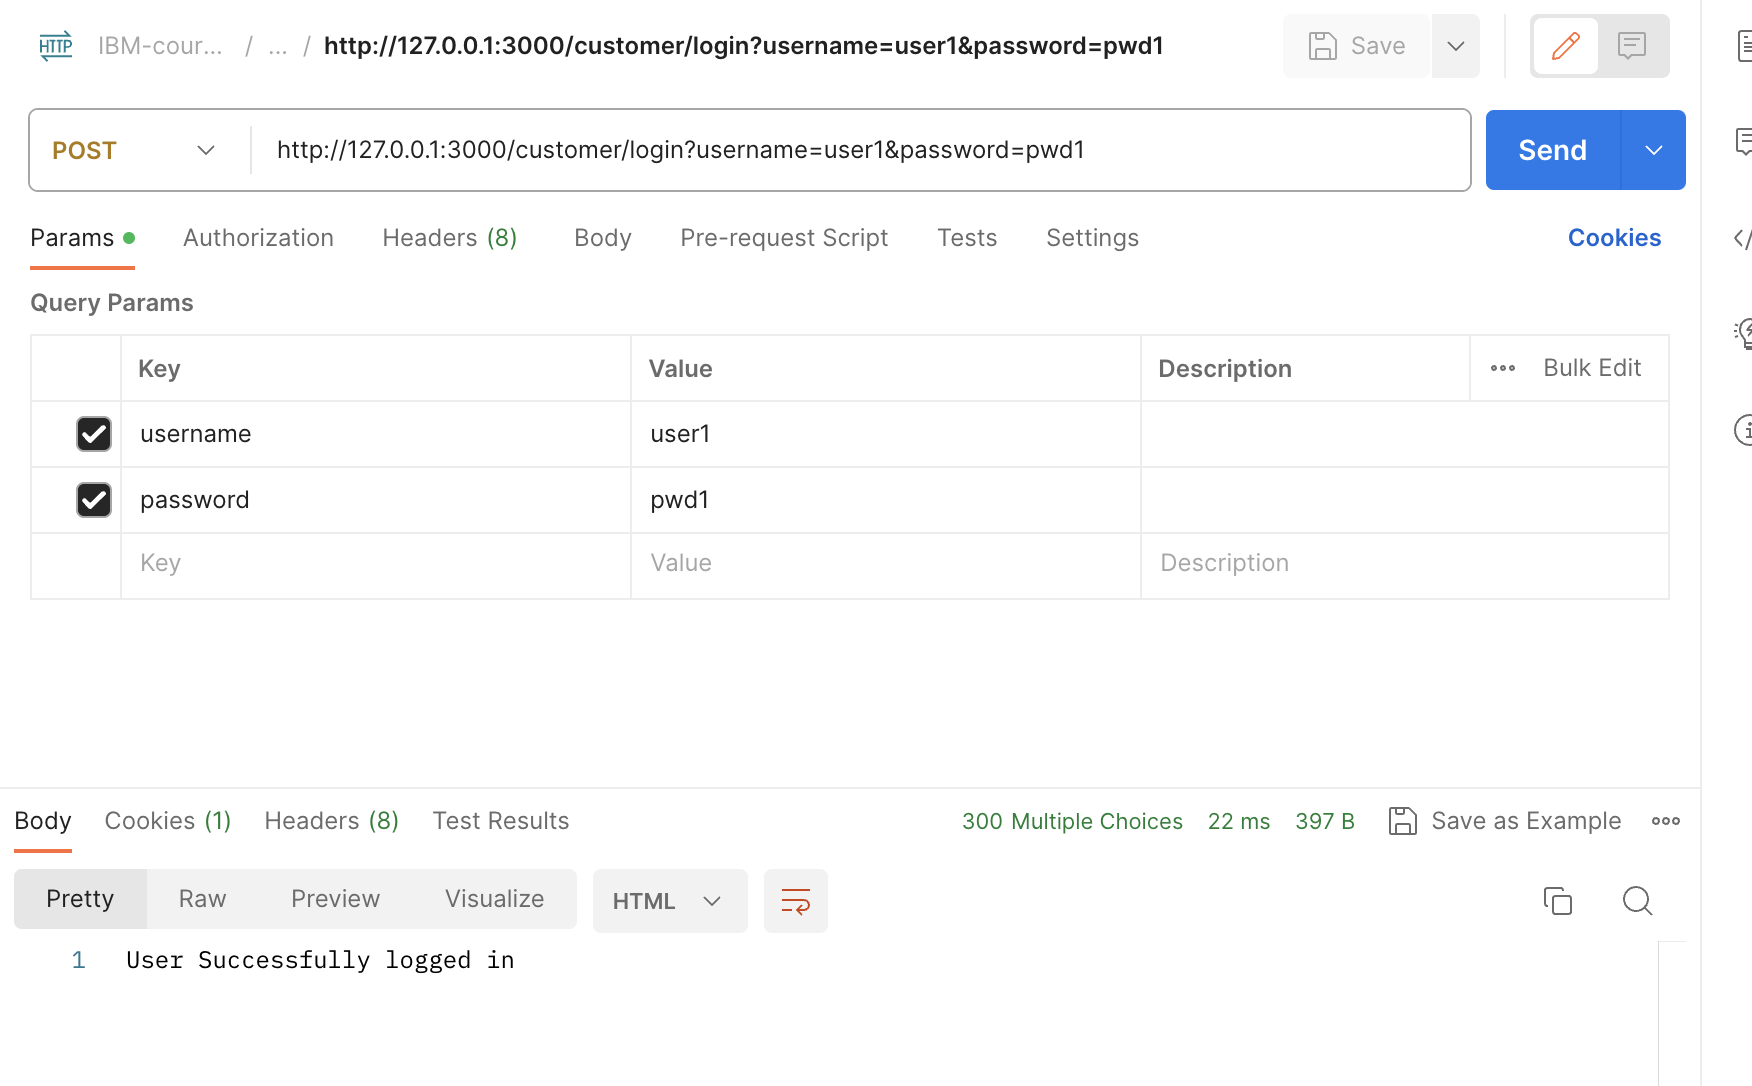 HTTP IBM-cour... / ... / http://127.0.0.1:3000/customer/login?username=user1&password=pwd1 Save
POST http://127.0.0.1:3000/customer/login?username=user1&password=pwd1 Send
Params Authorization Headers (8) Body Pre-request Script Tests Settings Cookies
Query Params
Key Value Description Bulk Edit
username user1
password pwd1
Key Value Description
Body Cookies (1) Headers (8) Test Results 300 Multiple Choices 22 ms 397 B Save as Example
Pretty Raw Preview Visualize HTML
1 User Successfully logged in